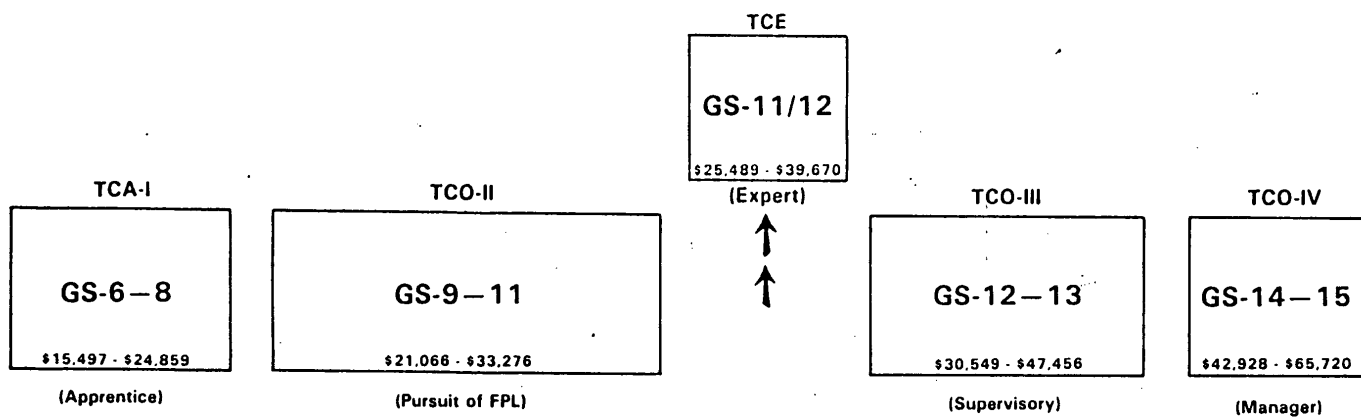 TCE
GS-11/12
$25,489 - $39,670
(Expert)
TCA-I
GS-6-8
$15,497 - $24,859
(Apprentice)
TCO-II
GS-9-11
$21,066 - $33,276
(Pursuit of FPL)
TCO-III
GS-12-13
$30,549 - $47,456
(Supervisory)
TCO-IV
GS-14-15
$42,928 - $65,720
(Manager)